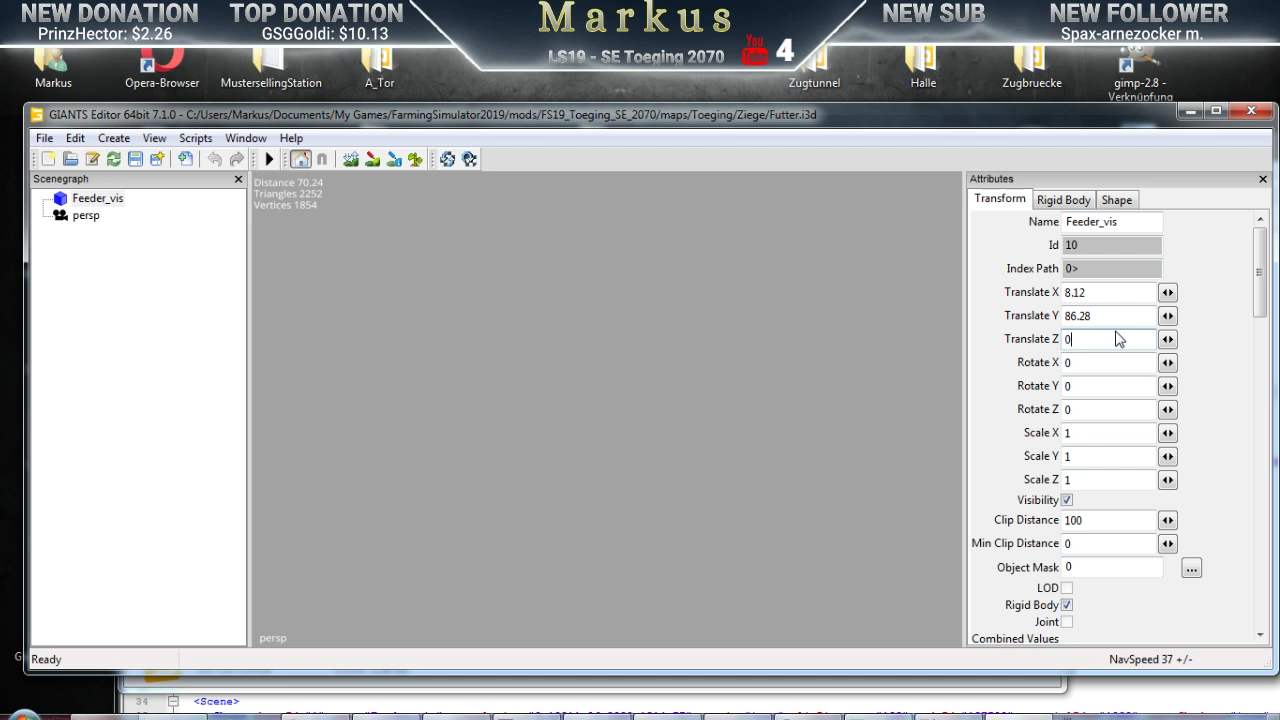 NEW DONATION
PrinzHector: $2.26
TOP DONATION
GSGGoldi: $10.13
Markus
LS19 - SE Toeging 2070
You
Tube
4
NEW SUB
NEW FOLLOWER
Spax-arnezocker m.
Markus
Opera-Browser
MustersellingStation
A_Tor
Zugtunnel
Halle
Zugbruecke
gimp-2.8 -
Verknüpfung
GIANTS Editor 64bit 7.1.0 - C:/Users/Markus/Documents/My Games/FarmingSimulator2019/mods/FS19_Toeging_SE_2070/maps/Toeging/Ziege/Futter.i3d
File Edit Create View Scripts Window Help
Scenegraph
Feeder_vis
persp
Distance 70.24
Triangles 2252
Vertices 1854
persp
Attributes
Transform Rigid Body Shape
Name Feeder_vis
Id 10
Index Path 0>
Translate X 8.12
Translate Y 86.28
Translate Z 0
Rotate X 0
Rotate Y 0
Rotate Z 0
Scale X 1
Scale Y 1
Scale Z 1
Visibility
Clip Distance 100
Min Clip Distance 0
Object Mask 0 ...
LOD
Rigid Body
Joint
Combined Values
Ready
NavSpeed 37 +/-
34 <Scene>